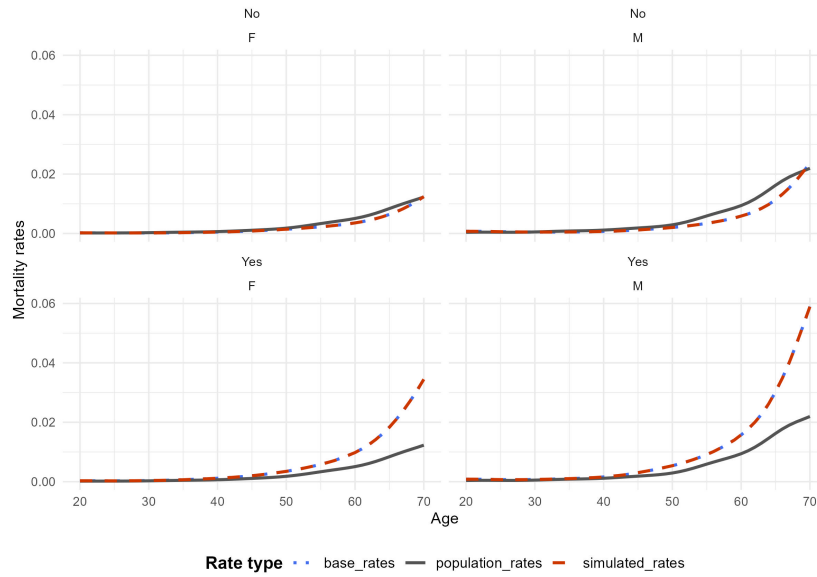 No No
F M
0.06
0.04
0.02
0.00
Mortality rates
Yes Yes
F M
0.06
0.04
0.02
0.00
20 30 40 50 60 70 20 30 40 50 60 70
Age
Rate type base_rates population_rates simulated_rates